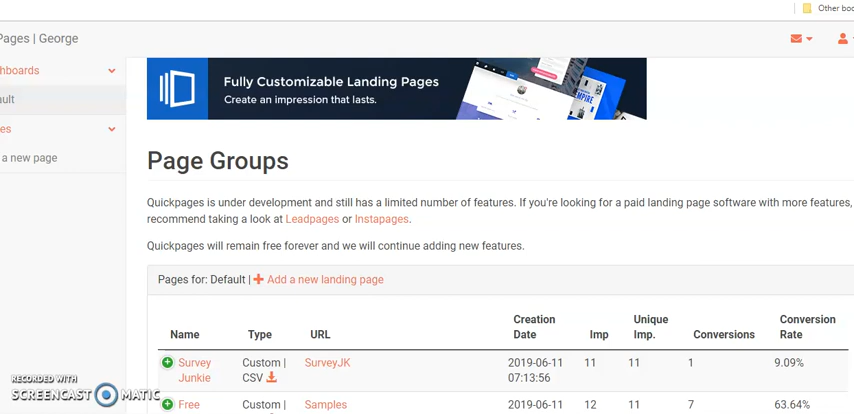 Other boo
Pages | George
hboards
ault
es
a new page
Fully Customizable Landing Pages
Create an impression that lasts.
EMPIRE
Page Groups
Quickpages is under development and still has a limited number of features. If you're looking for a paid landing page software with more features,
recommend taking a look at Leadpages or Instapages.
Quickpages will remain free forever and we will continue adding new features.
Pages for: Default | Add a new landing page
Name Type URL Creation Date Imp Unique Imp. Conversions Conversion Rate
Survey Junkie Custom | CSV SurveyJK 2019-06-11 07:13:56 11 11 1 9.09%
Free Custom | Samples 2019-06-11 12 11 7 63.64%
RECORDED WITH
SCREENCAST MATIC